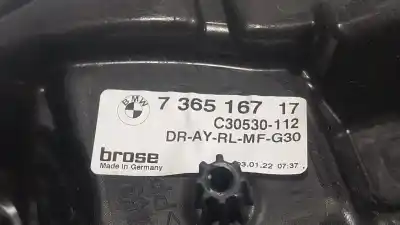 BMW
7 365 167 17
C30530-112
DR-AY-RL-MF-G30
brose
Made in Germany
03.01.22 07:37